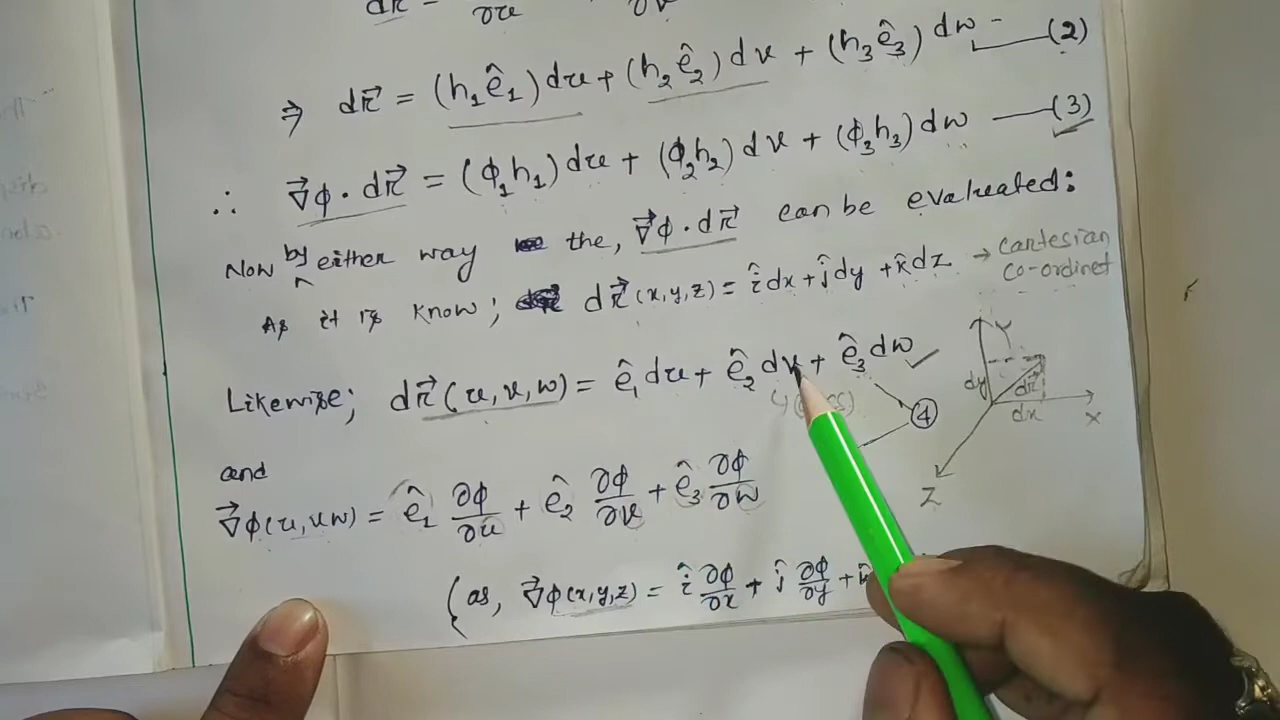 ⇒ dr⃗ = (h₁ê₁)du + (h₂ê₂)dv + (h₃ê₃)dw —(2)
∴ ∇⃗ϕ · dr⃗ = (ϕ₁h₁)du + (ϕ₂h₂)dv + (ϕ₃h₃)dw —(3)
Now by either way the, ∇⃗ϕ · dr⃗ can be evaluated:
As it is know; dr⃗(x,y,z) = îdx + ĵdy + k̂dz → cartesian
co-ordinet
Likewise; dr⃗(u,v,w) = ê₁du + ê₂dv + ê₃dw
④
Y
dy
dr⃗
dx
X
Z
and
∇⃗ϕ(u,vw) = ê₁ ∂ϕ/∂u + ê₂ ∂ϕ/∂v + ê₃ ∂ϕ/∂w
(as, ∇⃗ϕ(x,y,z) = î ∂ϕ/∂x + ĵ ∂ϕ/∂y +